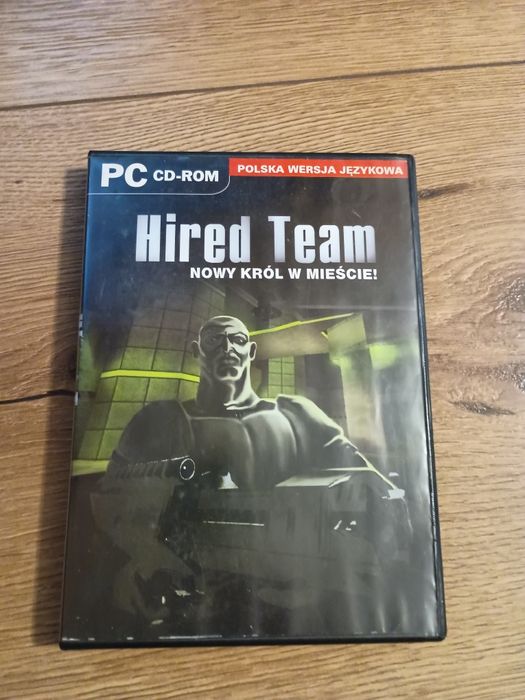 PC CD-ROM
POLSKA WERSJA JĘZYKOWA
Hired Team
NOWY KRÓL W MIEŚCIE!